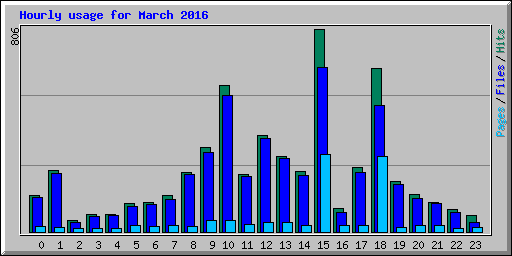 Hourly usage for March 2016
806
Pages / Files / Hits
0 1 2 3 4 5 6 7 8 9 10 11 12 13 14 15 16 17 18 19 20 21 22 23